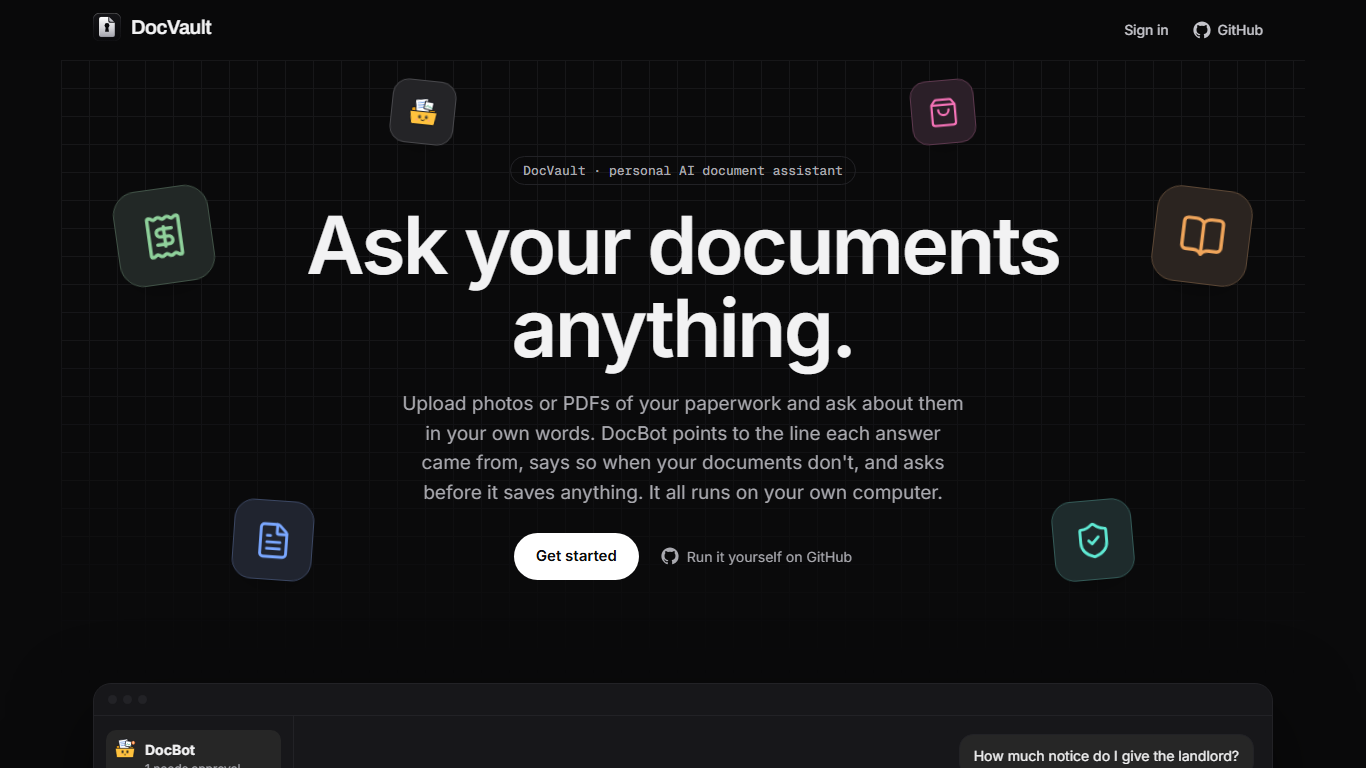 DocVault
Sign in
GitHub
DocVault · personal AI document assistant
Ask your documents
anything.
Upload photos or PDFs of your paperwork and ask about them
in your own words. DocBot points to the line each answer
came from, says so when your documents don't, and asks
before it saves anything. It all runs on your own computer.
Get started
Run it yourself on GitHub
DocBot
1 needs approval
How much notice do I give the landlord?